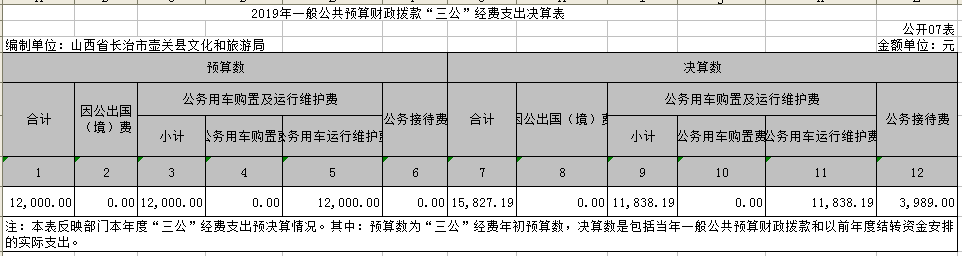 2019年一般公共预算财政拨款“三公”经费支出决算表
公开07表
编制单位：山西省长治市壶关县文化和旅游局 金额单位：元
预算数 决算数
合计 因公出国（境）费 公务用车购置及运行维护费 公务接待费 合计 因公出国（境）费 公务用车购置及运行维护费 公务接待费
小计 公务用车购置费 公务用车运行维护费 小计 公务用车购置费 公务用车运行维护费
1 2 3 4 5 6 7 8 9 10 11 12
12,000.00 0.00 12,000.00 0.00 12,000.00 0.00 15,827.19 0.00 11,838.19 0.00 11,838.19 3,989.00
注：本表反映部门本年度“三公”经费支出预决算情况。其中：预算数为“三公”经费年初预算数，决算数是包括当年一般公共预算财政拨款和以前年度结转资金安排
的实际支出。